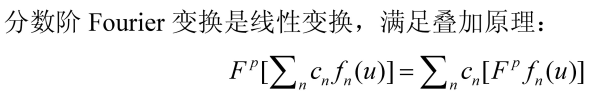 分数阶 Fourier 变换是线性变换，满足叠加原理：
F^p[∑_n c_n f_n(u)] = ∑_n c_n[F^p f_n(u)]